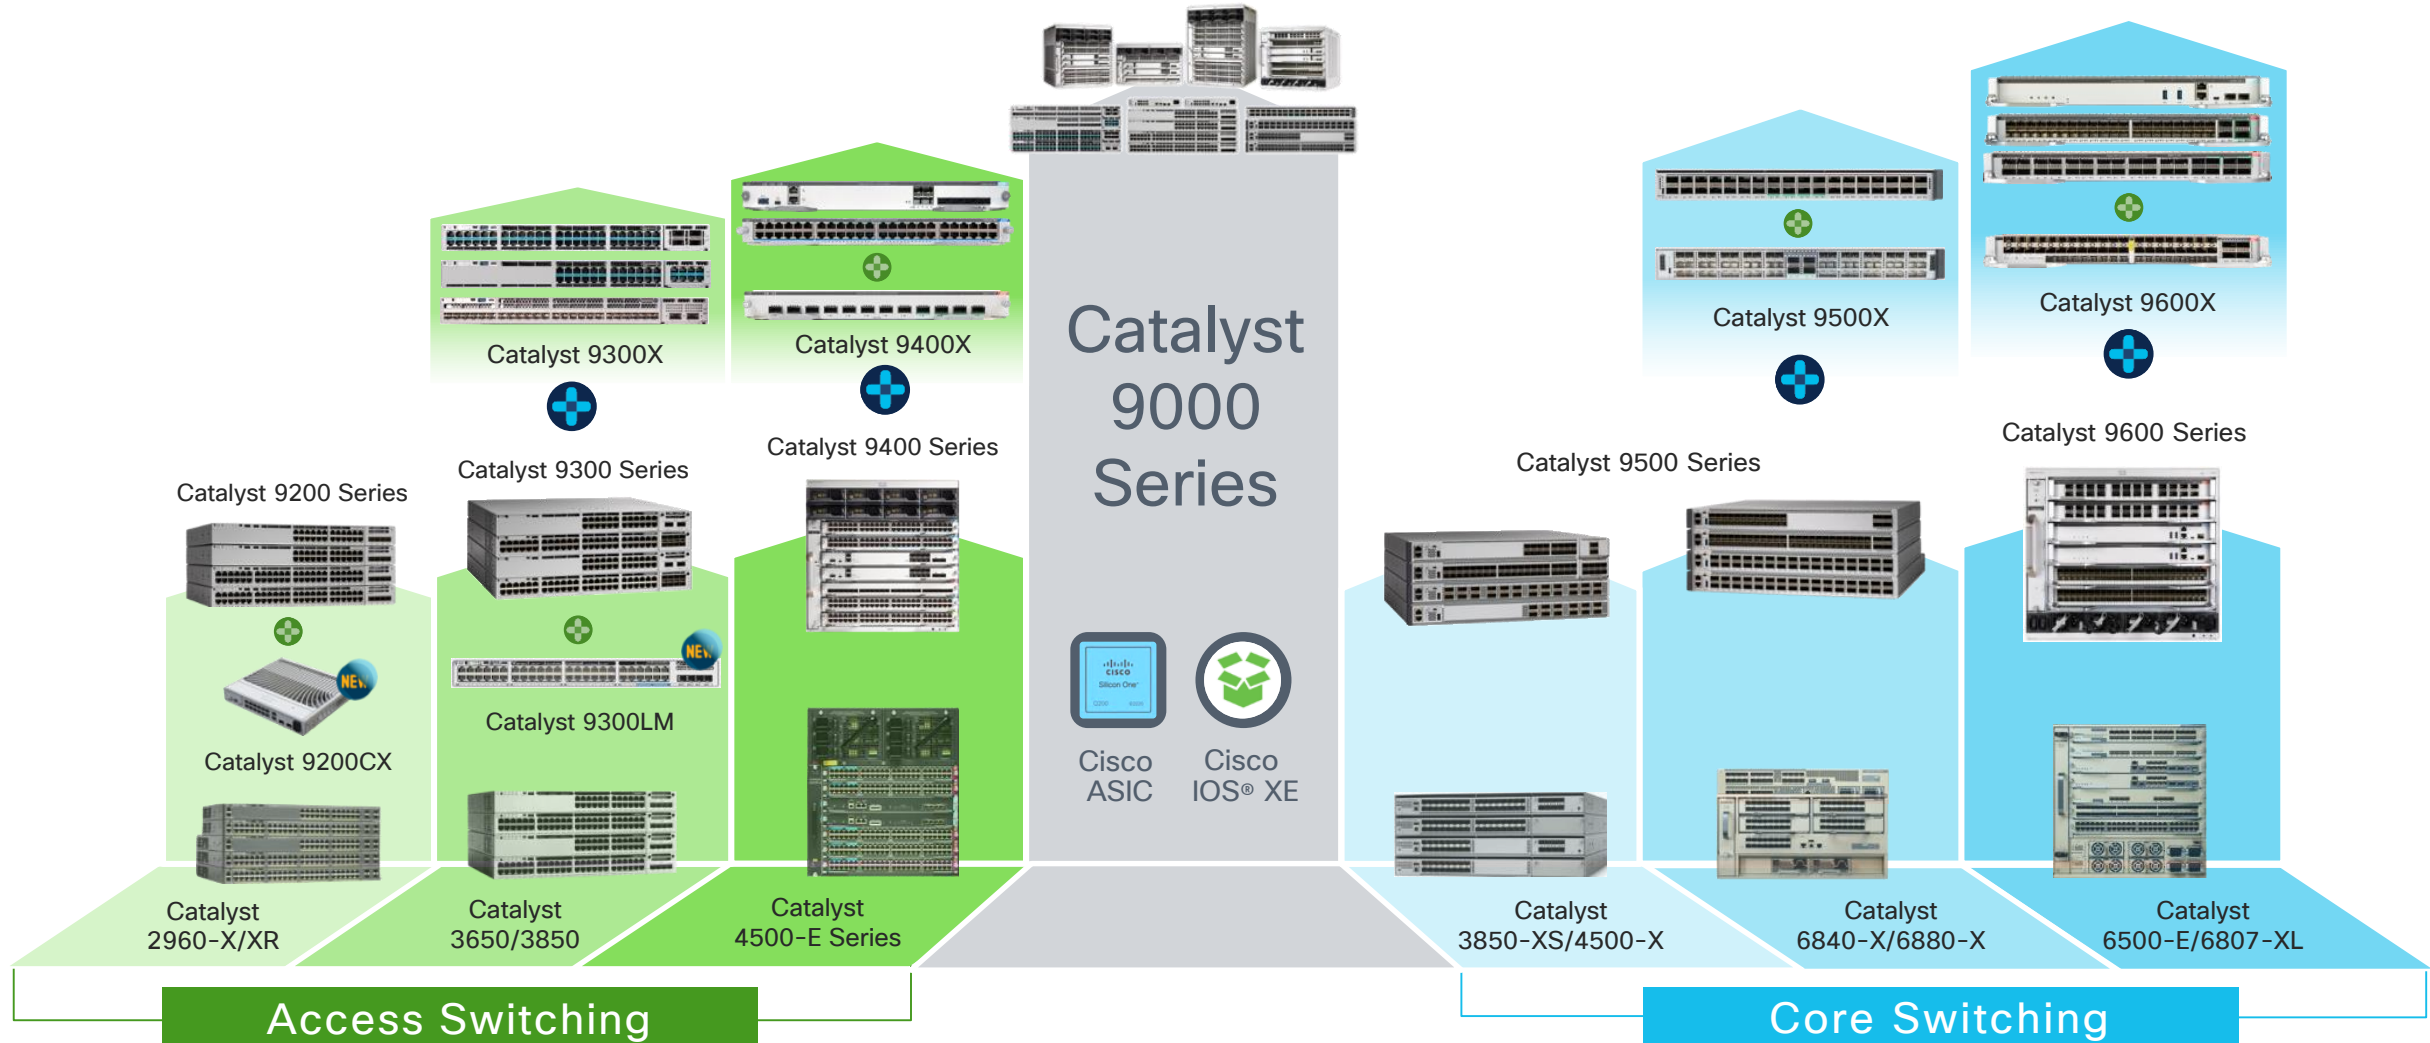 Catalyst 9300X
Catalyst 9400X
Catalyst 9200 Series
Catalyst 9300 Series
Catalyst 9400 Series
NEW
Catalyst 9200CX
NEW
Catalyst 9300LM
Catalyst
2960-X/XR
Catalyst
3650/3850
Catalyst
4500-E Series
Access Switching
Catalyst
9000
Series
CISCO
Silicon One
Cisco
ASIC
Cisco
IOS® XE
Catalyst 9500X
Catalyst 9600X
Catalyst 9500 Series
Catalyst 9600 Series
Catalyst
3850-XS/4500-X
Catalyst
6840-X/6880-X
Catalyst
6500-E/6807-XL
Core Switching